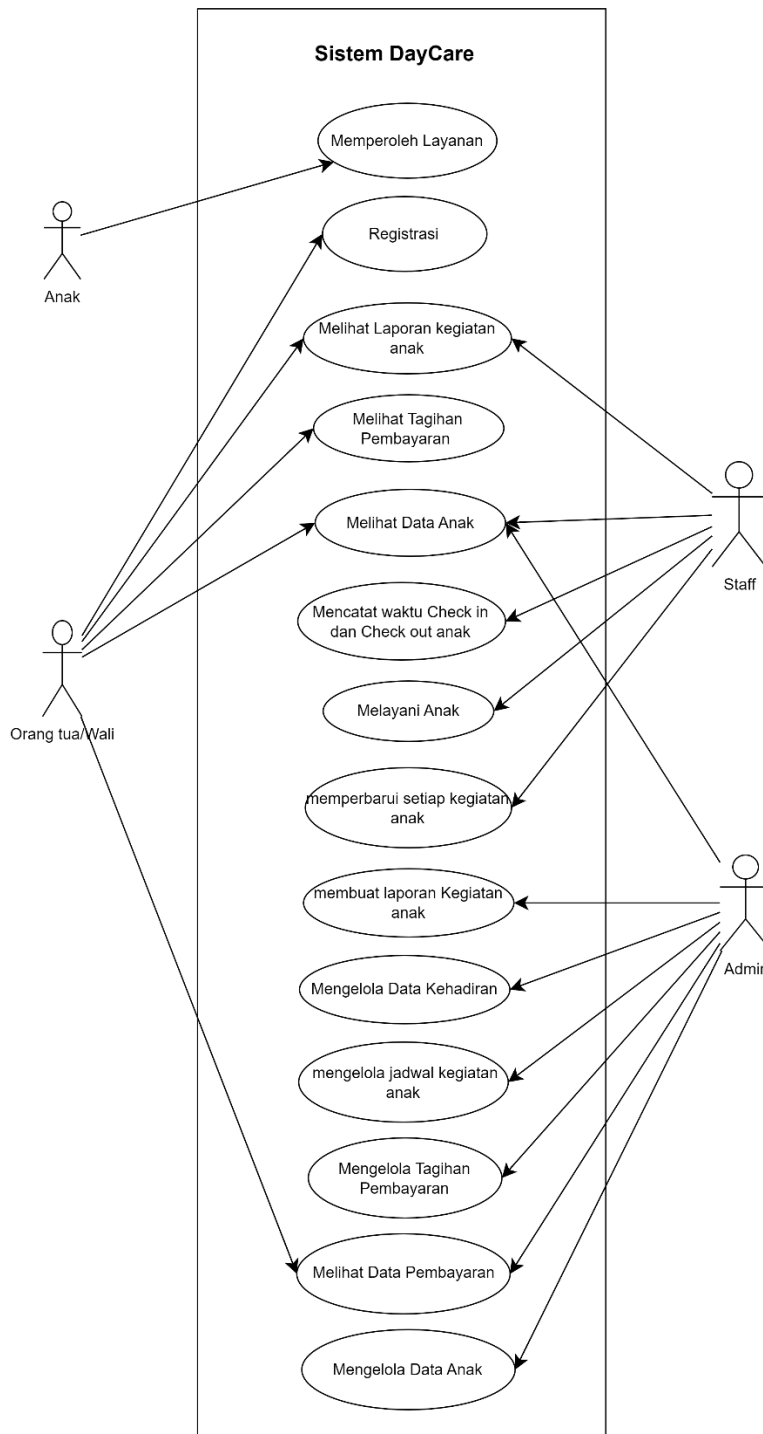 Sistem DayCare
Memperoleh Layanan
Anak
Registrasi
Melihat Laporan kegiatan
anak
Melihat Tagihan
Pembayaran
Melihat Data Anak
Staff
Mencatat waktu Check in
dan Check out anak
Orang tua/Wali
Melayani Anak
memperbarui setiap kegiatan
anak
membuat laporan Kegiatan
anak
Admin
Mengelola Data Kehadiran
mengelola jadwal kegiatan
anak
Mengelola Tagihan
Pembayaran
Melihat Data Pembayaran
Mengelola Data Anak